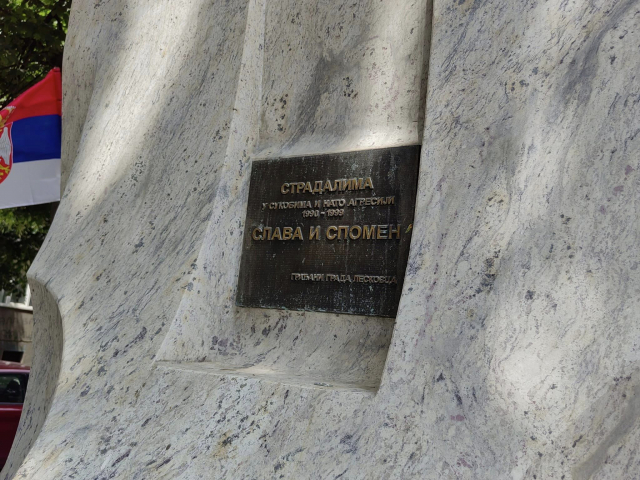 СТРАДАЛИМА
У СУКОБИМА И НАТО АГРЕСИЈИ
1990 - 1999
"СЛАВА И СПОМЕН"
ГРАЂАНИ ГРАДА ЛЕСКОВЦА